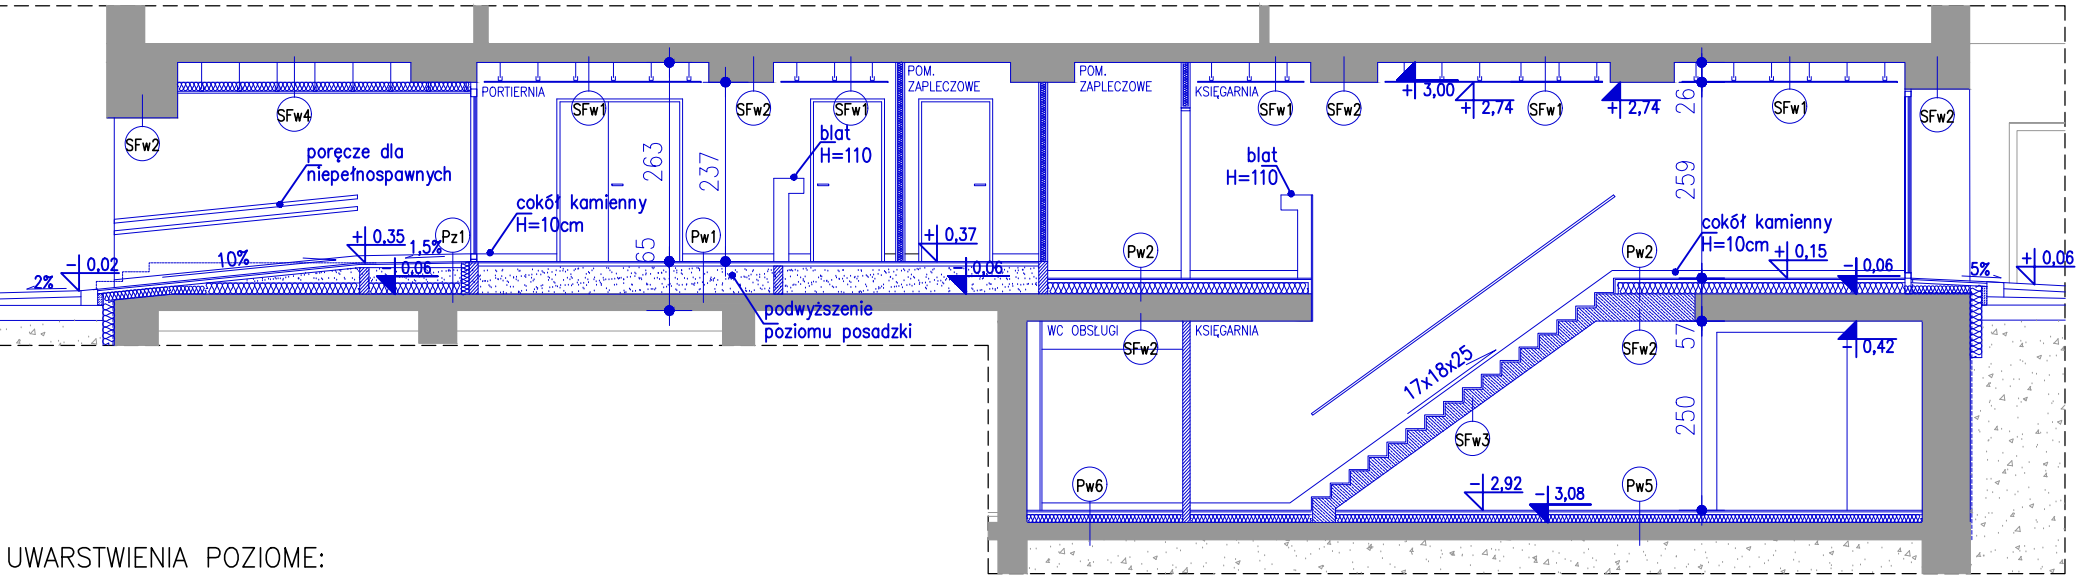 POM.
ZAPLECZOWE
POM.
ZAPLECZOWE
PORTIERNIA
KSIĘGARNIA
SFw2
SFw4
SFw1
SFw2
SFw1
SFw1
SFw2
SFw1
SFw1
SFw2
+ 3,00
+ 2,74
+ 2,74
26
blat
H=110
blat
H=110
poręcze dla
niepełnospawnych
263
237
259
cokół kamienny
H=10cm
cokół kamienny
H=10cm
Pz1
Pw1
Pw2
Pw2
+ 0,35
1,5%
65
+ 0,37
+ 0,15
+ 0,06
- 0,02
10%
- 0,06
- 0,06
- 0,06
5%
2%
podwyższenie
poziomu posadzki
WC OBSŁUGI
KSIĘGARNIA
SFw2
SFw2
57
- 0,42
17x18x25
250
SFw3
Pw6
- 2,92
- 3,08
Pw5
UWARSTWIENIA POZIOME: